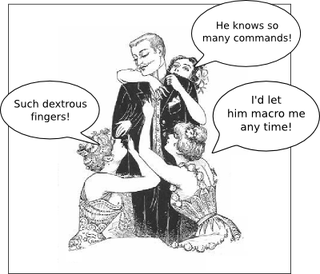 He knows so
many commands!
Such dextrous
fingers!
I'd let
him macro me
any time!